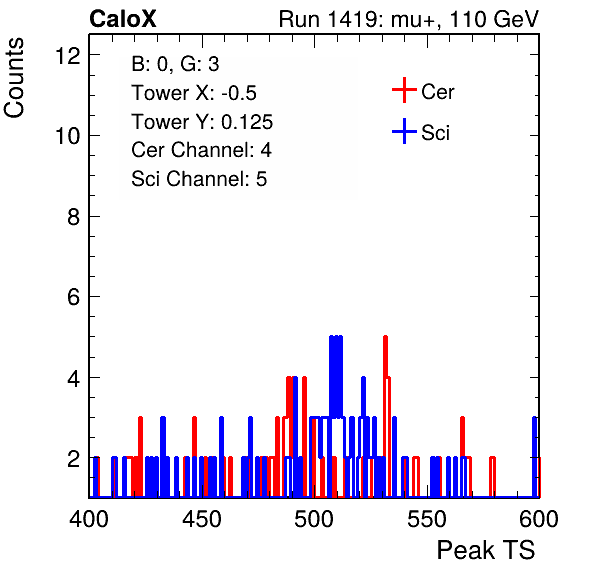 CaloX Run 1419: mu+, 110 GeV
Counts
B: 0, G: 3
Tower X: -0.5
Tower Y: 0.125
Cer Channel: 4
Sci Channel: 5
Cer
Sci
12
10
8
6
4
2
400 450 500 550 600
Peak TS